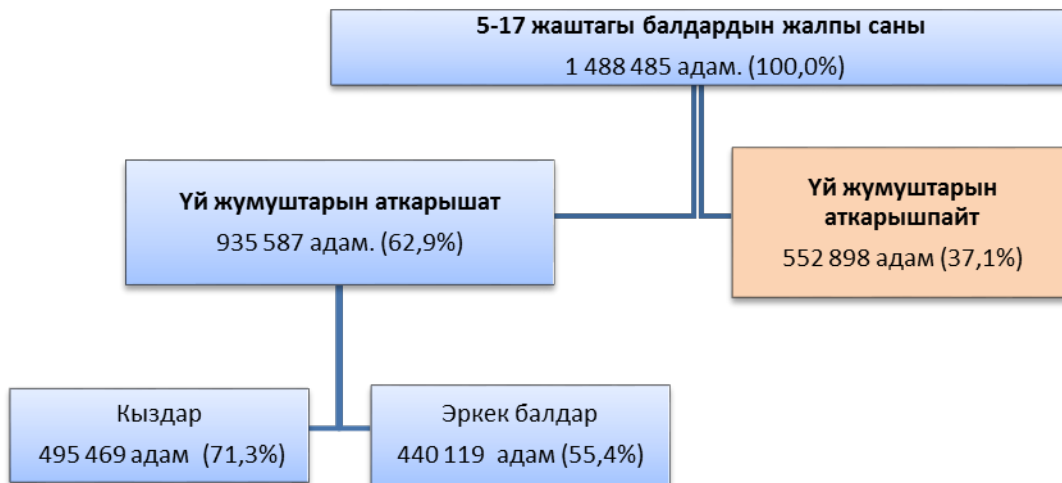 5-17 жаштагы балдардын жалпы саны
1 488 485 адам. (100,0%)
Үй жумуштарын аткарышат
935 587 адам. (62,9%)
Үй жумуштарын
аткарышпайт
552 898 адам (37,1%)
Кыздар
495 469 адам (71,3%)
Эркек балдар
440 119 адам (55,4%)